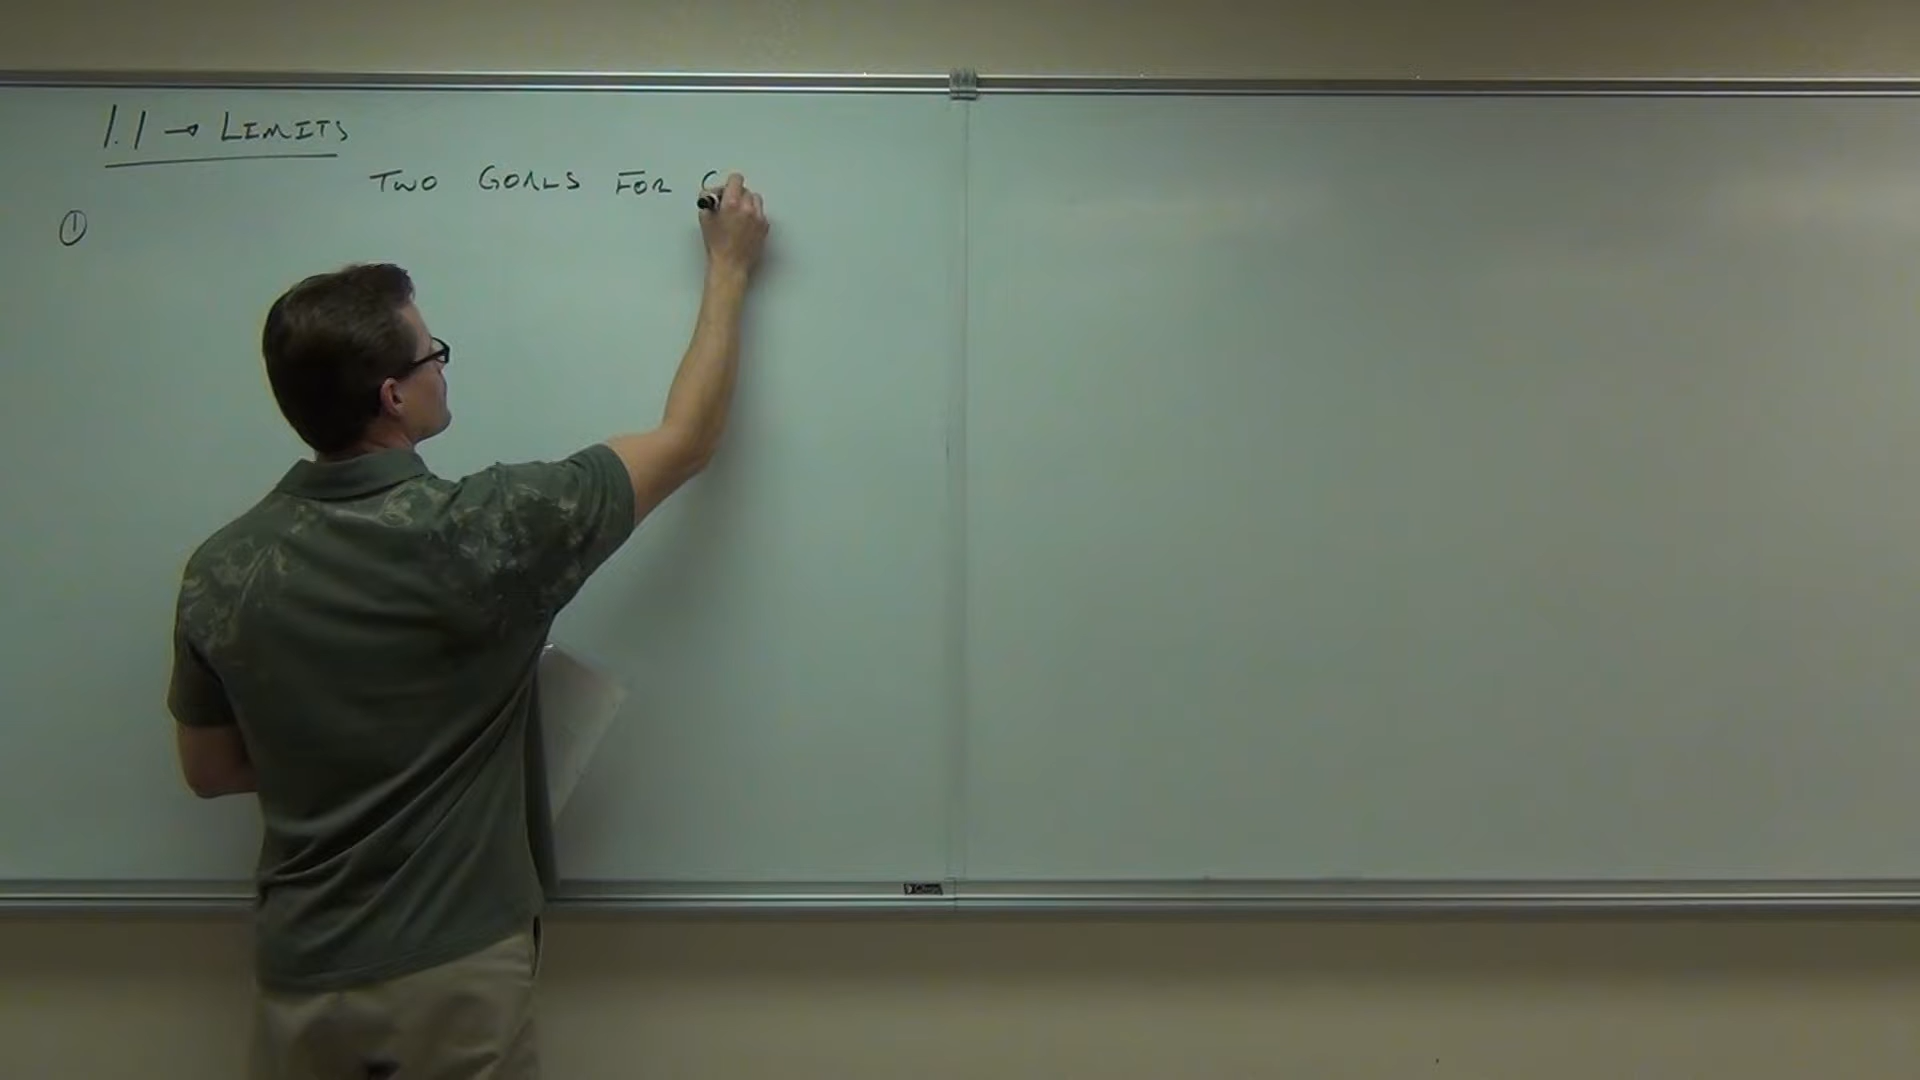 1.1 → LIMITS
TWO GOALS FOR C
①